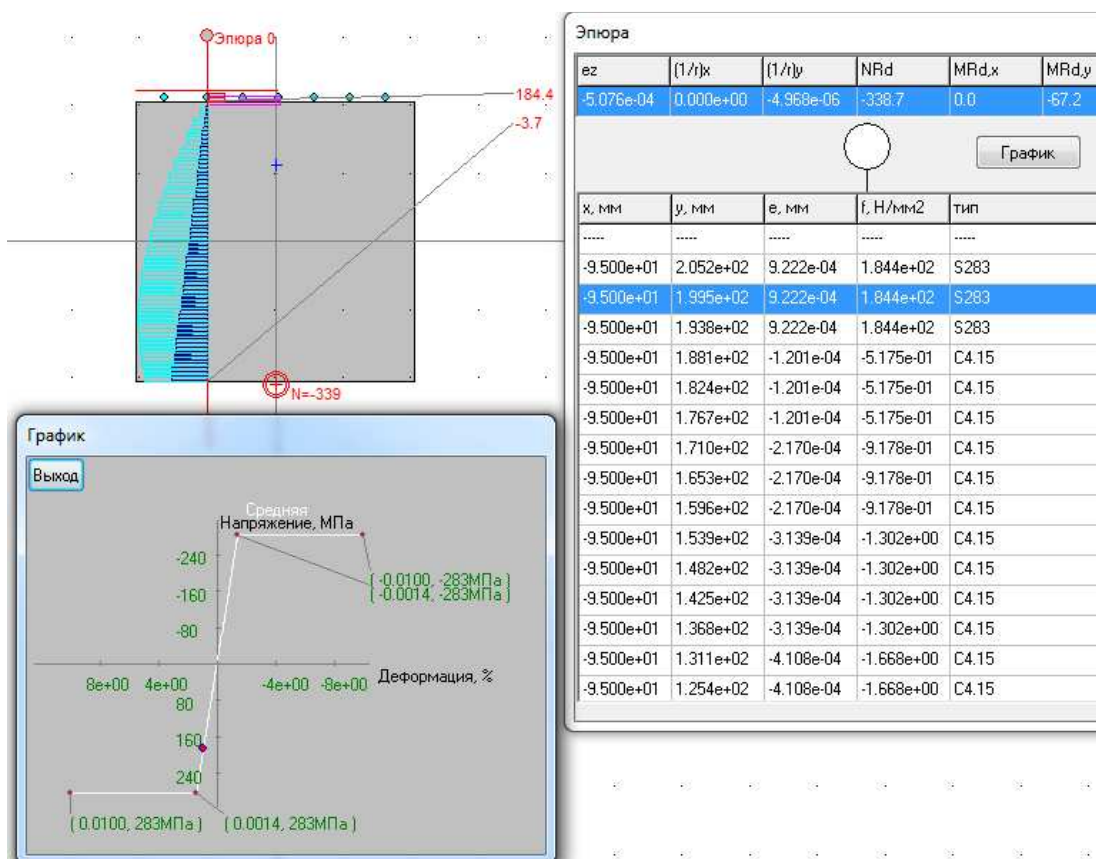 Эпюра 0
184.4
-3.7
N=-339
Эпюра
ez (1/r)x (1/r)y NRd MRd,x MRd,y
-5.076e-04 0.000e+00 -4.968e-06 -338.7 0.0 -67.2
График
x, мм y, мм e, мм f, Н/мм2 тип
----- ----- ----- ----- -----
-9.500e+01 2.052e+02 9.222e-04 1.844e+02 S283
-9.500e+01 1.995e+02 9.222e-04 1.844e+02 S283
-9.500e+01 1.938e+02 9.222e-04 1.844e+02 S283
-9.500e+01 1.881e+02 -1.201e-04 -5.175e-01 C4.15
-9.500e+01 1.824e+02 -1.201e-04 -5.175e-01 C4.15
-9.500e+01 1.767e+02 -1.201e-04 -5.175e-01 C4.15
-9.500e+01 1.710e+02 -2.170e-04 -9.178e-01 C4.15
-9.500e+01 1.653e+02 -2.170e-04 -9.178e-01 C4.15
-9.500e+01 1.596e+02 -2.170e-04 -9.178e-01 C4.15
-9.500e+01 1.539e+02 -3.139e-04 -1.302e+00 C4.15
-9.500e+01 1.482e+02 -3.139e-04 -1.302e+00 C4.15
-9.500e+01 1.425e+02 -3.139e-04 -1.302e+00 C4.15
-9.500e+01 1.368e+02 -3.139e-04 -1.302e+00 C4.15
-9.500e+01 1.311e+02 -4.108e-04 -1.668e+00 C4.15
-9.500e+01 1.254e+02 -4.108e-04 -1.668e+00 C4.15
График
Выход
Средняя
Напряжение, МПа
-240
(-0.0100, -283МПа)
-160
(-0.0014, -283МПа)
-80
Деформация, %
8e+00 4e+00 -4e+00 -8e+00
80
160
240
(0.0100, 283МПа) (0.0014, 283МПа)